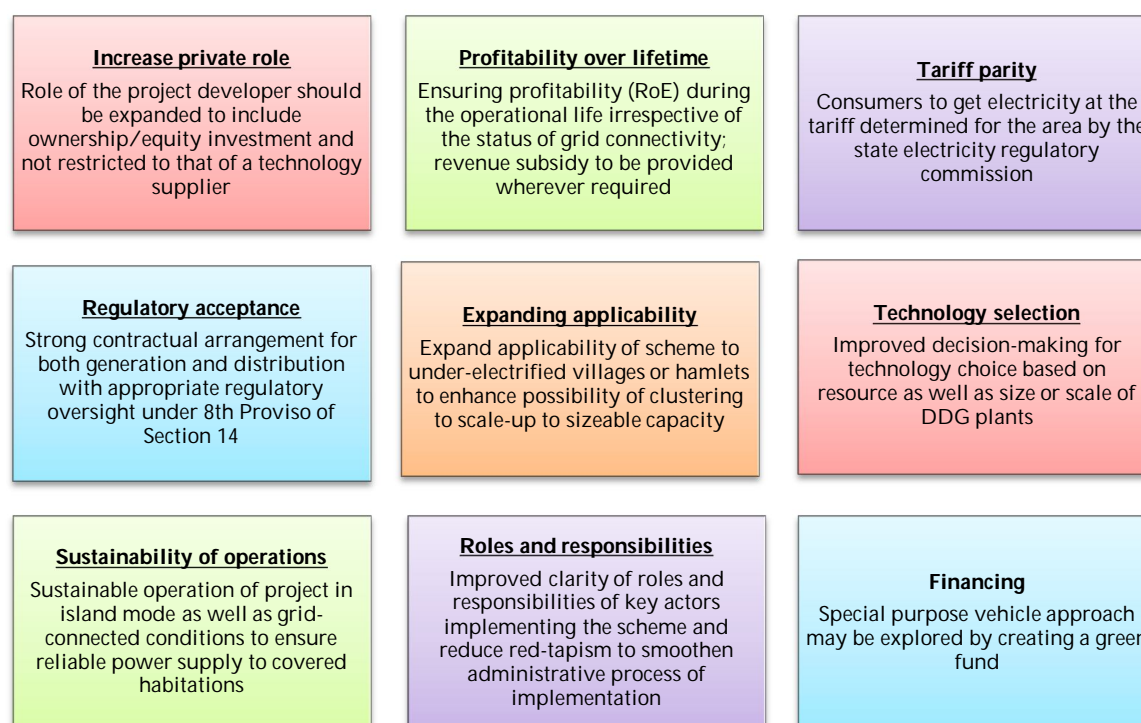 Increase private role
Role of the project developer should
be expanded to include
ownership/equity investment and
not restricted to that of a technology
supplier
Profitability over lifetime
Ensuring profitability (RoE) during
the operational life irrespective of
the status of grid connectivity;
revenue subsidy to be provided
wherever required
Tariff parity
Consumers to get electricity at the
tariff determined for the area by the
state electricity regulatory
commission
Regulatory acceptance
Strong contractual arrangement for
both generation and distribution
with appropriate regulatory
oversight under 8th Proviso of
Section 14
Expanding applicability
Expand applicability of scheme to
under-electrified villages or hamlets
to enhance possibility of clustering
to scale-up to sizeable capacity
Technology selection
Improved decision-making for
technology choice based on
resource as well as size or scale of
DDG plants
Sustainability of operations
Sustainable operation of project in
island mode as well as grid-
connected conditions to ensure
reliable power supply to covered
habitations
Roles and responsibilities
Improved clarity of roles and
responsibilities of key actors
implementing the scheme and
reduce red-tapism to smoothen
administrative process of
implementation
Financing
Special purpose vehicle approach
may be explored by creating a green
fund